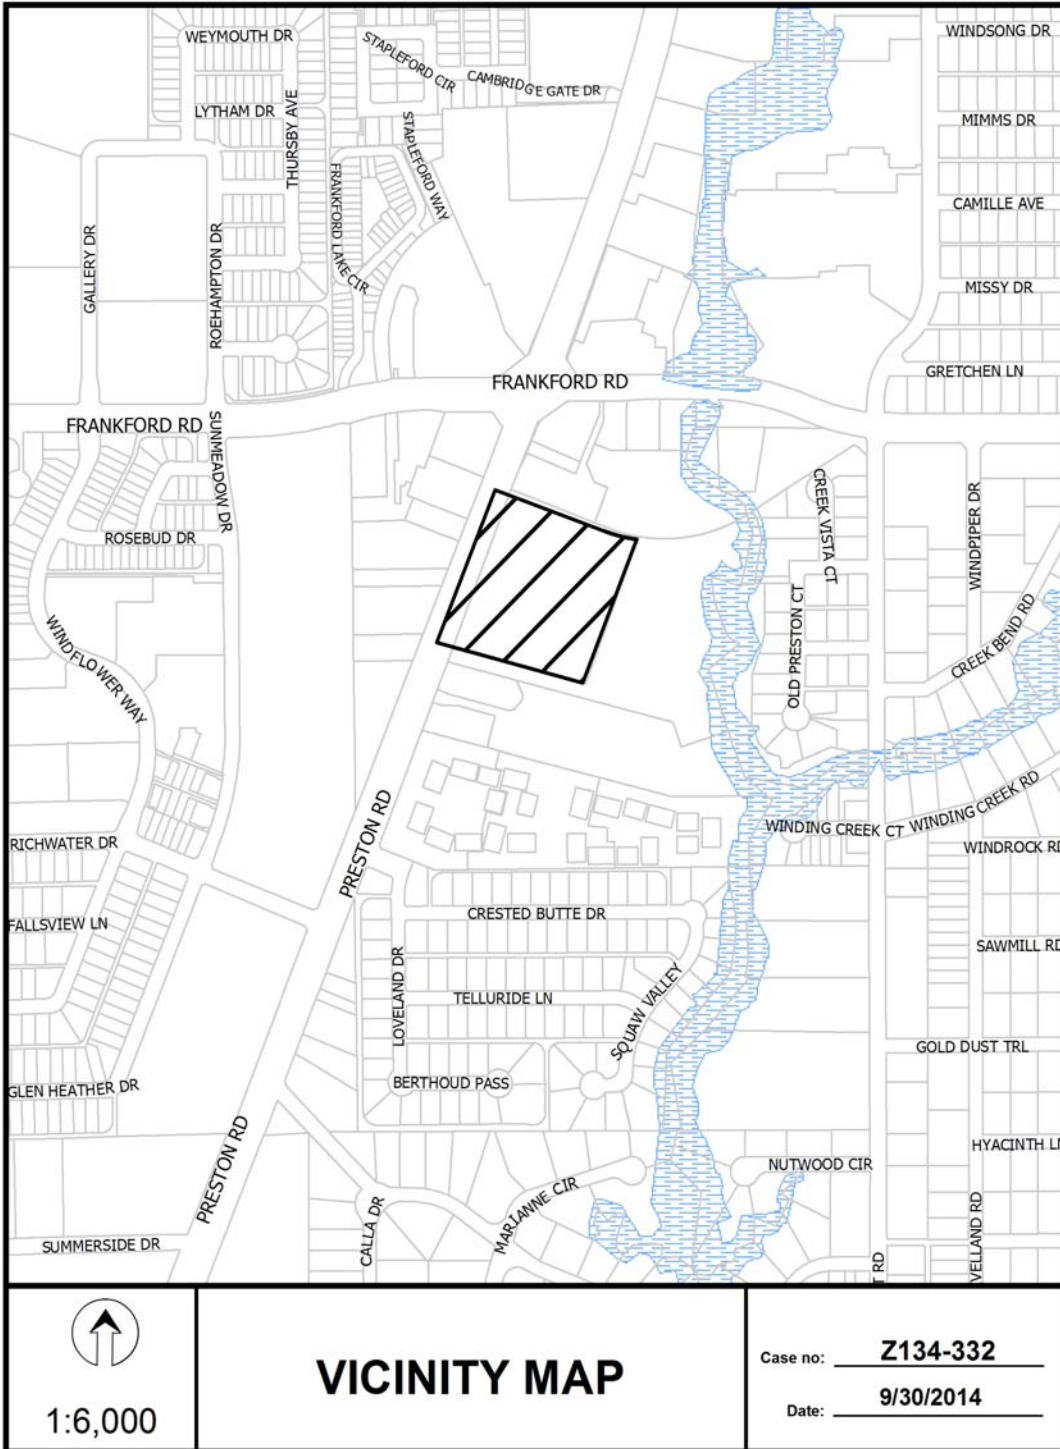 WEYMOUTH DR
STAPLEFORD CIR
CAMBRIDGE GATE DR
WINDSONG DR
LYTHAM DR
THURSBY AVE
STAPLEFORD WAY
MIMMS DR
FRANKFORD LAKE CIR
CAMILLE AVE
GALLERY DR
ROEHAMPTON DR
MISSY DR
GRETCHEN LN
FRANKFORD RD
FRANKFORD RD
SUNMEADOW DR
ROSEBUD DR
CREEK VISTA CT
WINDPIPER DR
OLD PRESTON CT
CREEK BEND RD
WINDFLOWER WAY
PRESTON RD
RICHWATER DR
WINDING CREEK CT
WINDING CREEK RD
WINDROCK RD
FALLSVIEW LN
CRESTED BUTTE DR
SAWMILL RD
LOVELAND DR
TELLURIDE LN
SQUAW VALLEY
GOLD DUST TRL
GLEN HEATHER DR
BERTHOUD PASS
HYACINTH LN
PRESTON RD
NUTWOOD CIR
MARIANNE CIR
CALLA DR
SUMMERSIDE DR
T RD
VELLAND RD
1:6,000
VICINITY MAP
Case no: Z134-332
Date: 9/30/2014